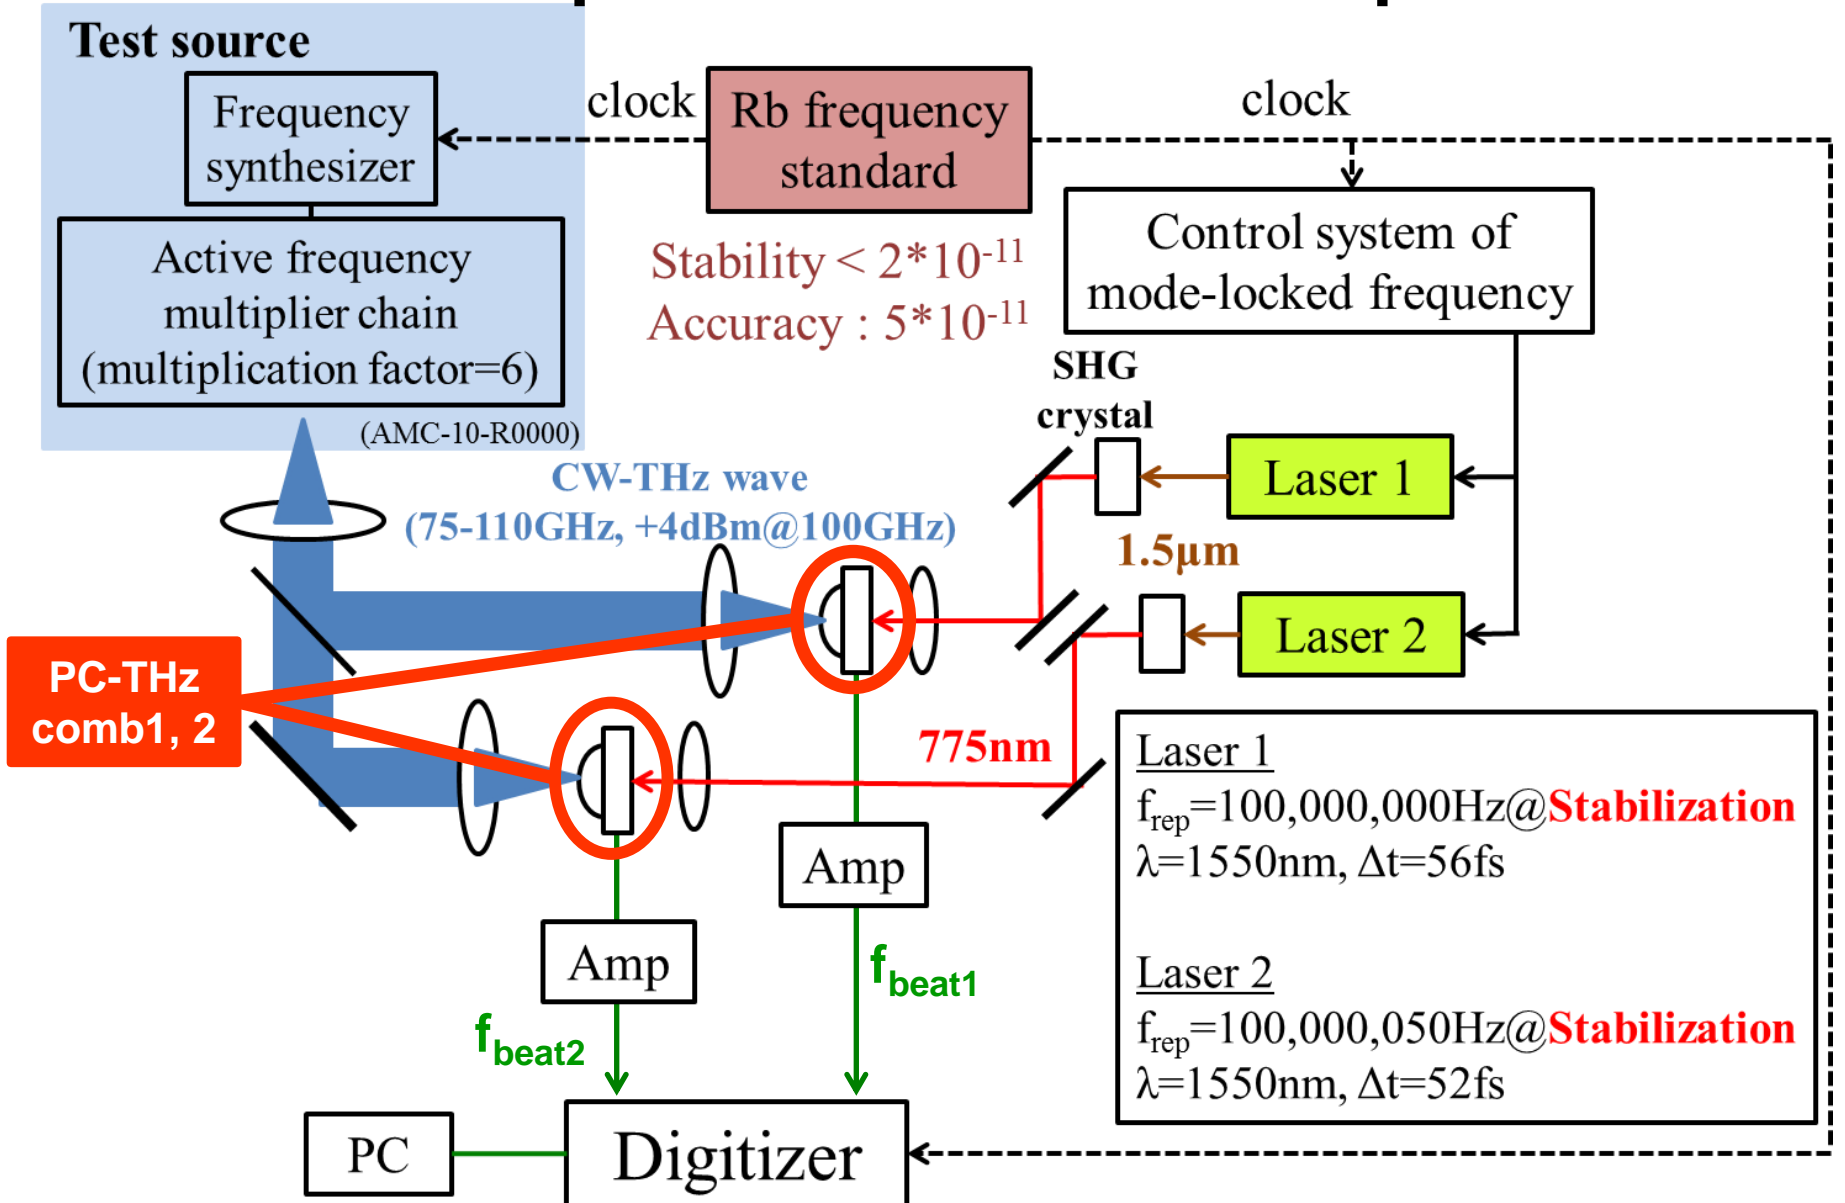 Test source
Frequency
synthesizer
Active frequency
multiplier chain
(multiplication factor=6)
(AMC-10-R0000)
clock
Rb frequency
standard
clock
Stability < 2*10-11
Accuracy : 5*10-11
Control system of
mode-locked frequency
SHG
crystal
Laser 1
1.5μm
Laser 2
CW-THz wave
(75-110GHz, +4dBm@100GHz)
PC-THz
comb1, 2
775nm
Amp
Amp
fbeat1
fbeat2
PC
Digitizer
Laser 1
frep=100,000,000Hz@Stabilization
λ=1550nm, Δt=56fs
Laser 2
frep=100,000,050Hz@Stabilization
λ=1550nm, Δt=52fs